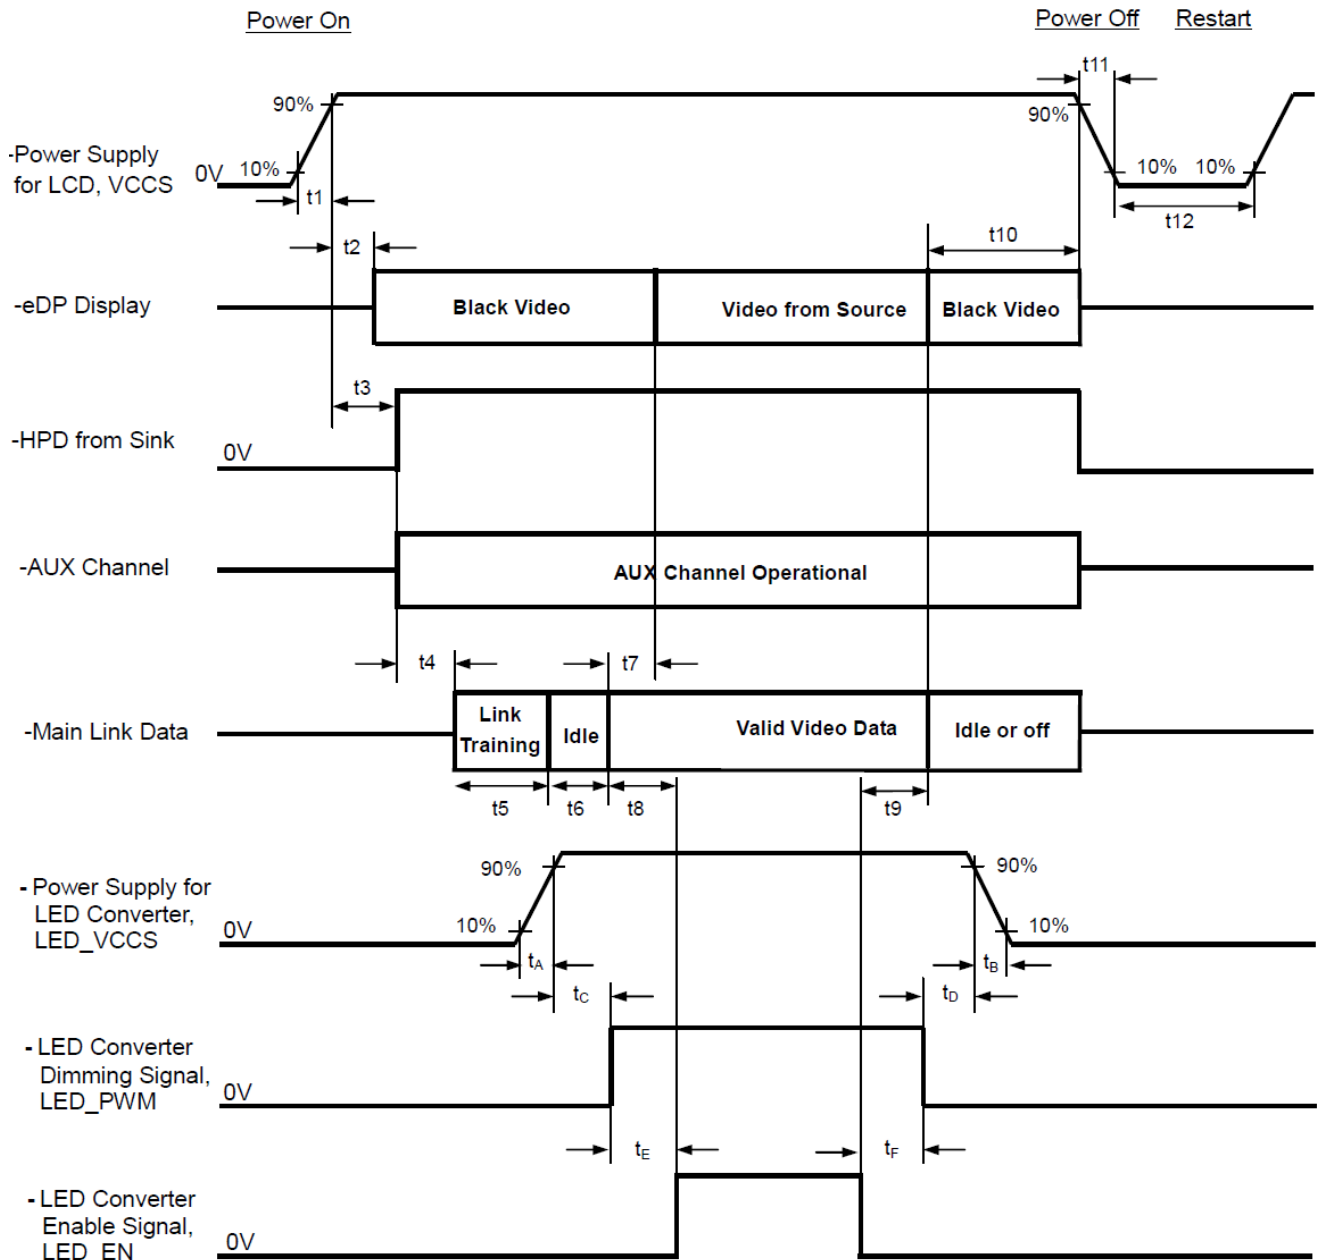 Power On
Power Off
Restart
t11
90%
90%
-Power Supply
for LCD, VCCS
0V
10%
10%
10%
t1
t12
t2
t10
-eDP Display
Black Video
Video from Source
Black Video
t3
-HPD from Sink
0V
-AUX Channel
AUX Channel Operational
t4
t7
-Main Link Data
Link
Training
Idle
Valid Video Data
Idle or off
t5
t6
t8
t9
90%
90%
- Power Supply for
LED Converter,
LED_VCCS
0V
10%
10%
tA
tB
tC
tD
- LED Converter
Dimming Signal,
LED_PWM
0V
tE
tF
- LED Converter
Enable Signal,
LED_EN
0V